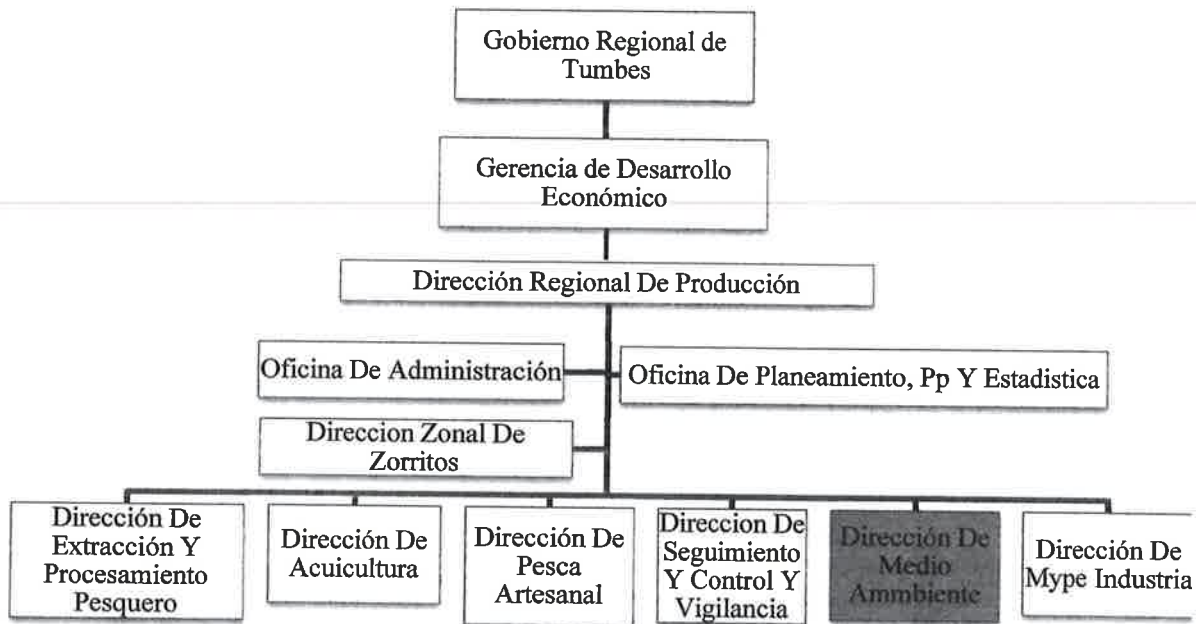 Gobierno Regional de
Tumbes
Gerencia de Desarrollo
Económico
Dirección Regional De Producción
Oficina De Administración
Oficina De Planeamiento, Pp Y Estadistica
Direccion Zonal De
Zorritos
Dirección De
Extracción Y
Procesamiento
Pesquero
Dirección De
Acuicultura
Dirección De
Pesca
Artesanal
Direccion De
Seguimiento
Y Control Y
Vigilancia
Dirección De
Medio
Ammbiente
Dirección De
Mype Industria